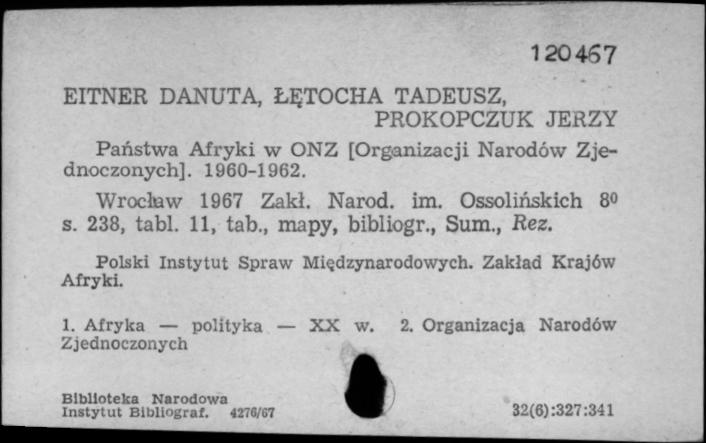 120467
EITNER DANUTA, ŁĘTOCHA TADEUSZ,
PROKOPCZUK JERZY
Państwa Afryki w ONZ [Organizacji Narodów Zje-
dnoczonych]. 1960-1962.
Wrocław 1967 Zakł. Narod. im. Ossolińskich 8⁰
s. 238, tabl. 11, tab., mapy, bibliogr., Sum., Rez.
Polski Instytut Spraw Międzynarodowych. Zakład Krajów
Afryki.
1. Afryka — polityka — XX w. 2. Organizacja Narodów
Zjednoczonych
Biblioteka Narodowa
Instytut Bibliograf. 4276/67
32(6):327:341